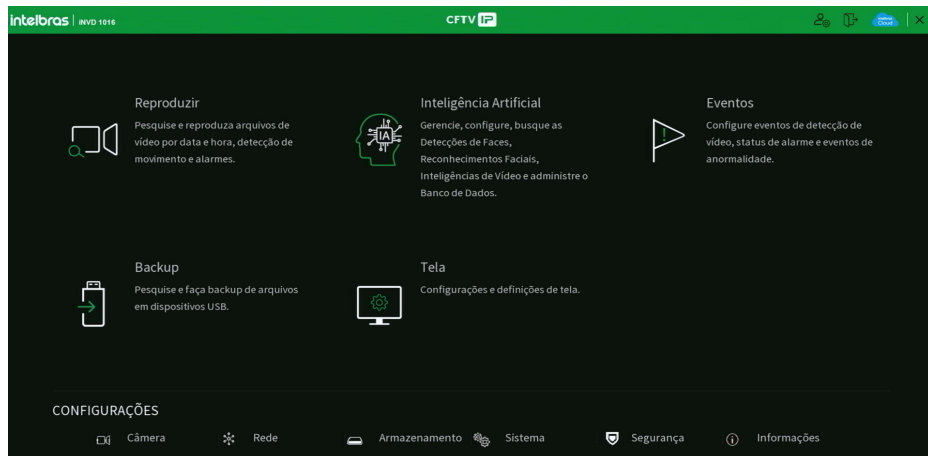 intelbras | iNVD 1016
CFTV IP
intelbras Cloud
Reproduzir
Pesquise e reproduza arquivos de
vídeo por data e hora, detecção de
movimento e alarmes.
IA
Inteligência Artificial
Gerencie, configure, busque as
Detecções de Faces,
Reconhecimentos Faciais,
Inteligências de Vídeo e administre o
Banco de Dados.
Eventos
Configure eventos de detecção de
vídeo, status de alarme e eventos de
anormalidade.
Backup
Pesquise e faça backup de arquivos
em dispositivos USB.
Tela
Configurações e definições de tela.
CONFIGURAÇÕES
Câmera Rede Armazenamento Sistema Segurança Informações